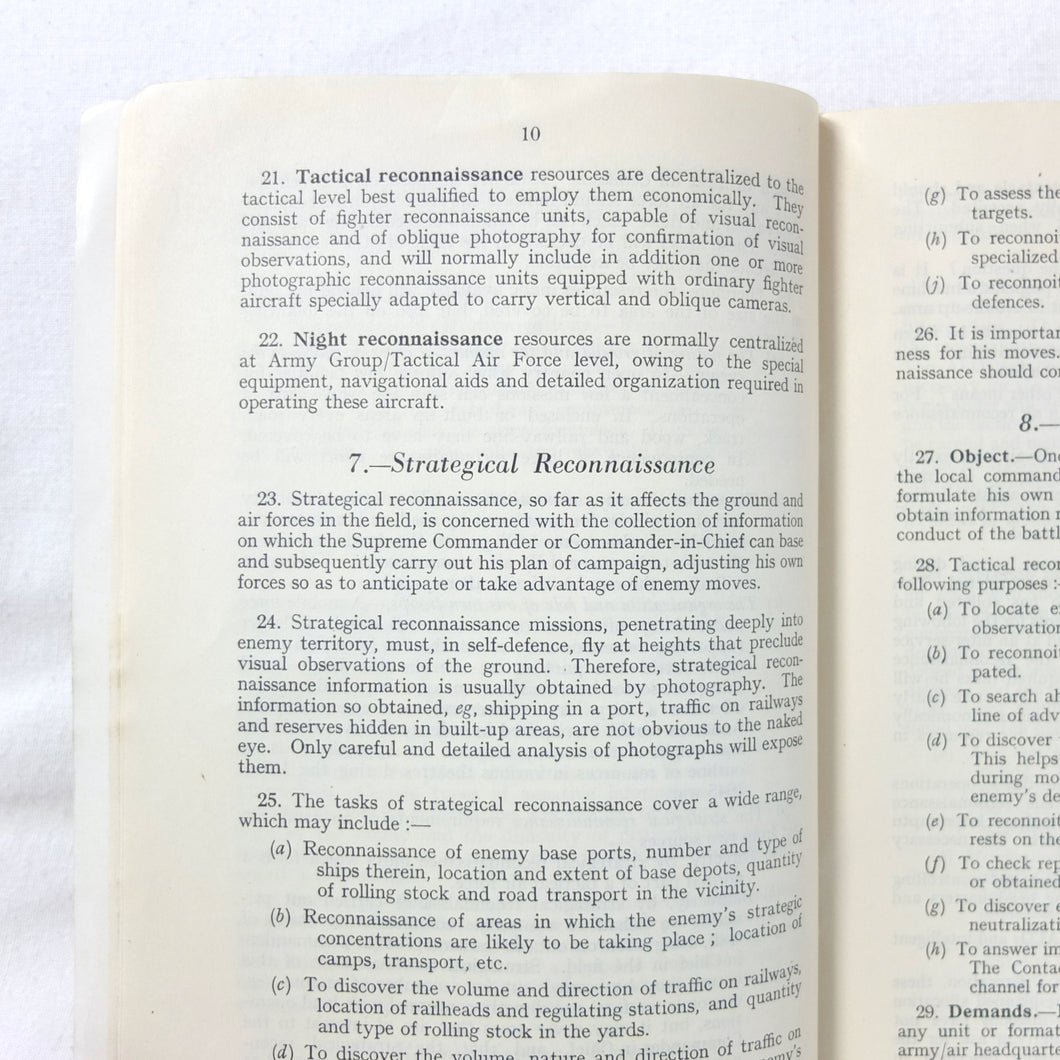 10
21. Tactical reconnaissance resources are decentralized to the
tactical level best qualified to employ them economically. They
consist of fighter reconnaissance units, capable of visual recon-
naissance and of oblique photography for confirmation of visual
observations, and will normally include in addition one or more
photographic reconnaissance units equipped with ordinary fighter
aircraft specially adapted to carry vertical and oblique cameras.
22. Night reconnaissance resources are normally centralized
at Army Group/Tactical Air Force level, owing to the special
equipment, navigational aids and detailed organization required in
operating these aircraft.
7.—Strategical Reconnaissance
23. Strategical reconnaissance, so far as it affects the ground and
air forces in the field, is concerned with the collection of information
on which the Supreme Commander or Commander-in-Chief can base
and subsequently carry out his plan of campaign, adjusting his own
forces so as to anticipate or take advantage of enemy moves.
24. Strategical reconnaissance missions, penetrating deeply into
enemy territory, must, in self-defence, fly at heights that preclude
visual observations of the ground. Therefore, strategical recon-
naissance information is usually obtained by photography. The
information so obtained, eg, shipping in a port, traffic on railways
and reserves hidden in built-up areas, are not obvious to the naked
eye. Only careful and detailed analysis of photographs will expose
them.
25. The tasks of strategical reconnaissance cover a wide range,
which may include :—
(a) Reconnaissance of enemy base ports, number and type of
ships therein, location and extent of base depots, quantity
of rolling stock and road transport in the vicinity.
(b) Reconnaissance of areas in which the enemy's strategic
concentrations are likely to be taking place ; location of
camps, transport, etc.
(c) To discover the volume and direction of traffic on railways,
location of railheads and regulating stations, and quantity
and type of rolling stock in the yards.
(d) To discover the volume, nature and direction of traffic on
(g) To assess the
targets.
(h) To reconnoi
specialized
(j) To reconnoit
defences.
26. It is importan
ness for his moves.
naissance should co
8.—
27. Object.—One
the local command
formulate his own
obtain information
conduct of the battl
28. Tactical recon
following purposes :
(a) To locate e
observation
(b) To reconnoit
pated.
(c) To search ah
line of adv
(d) To discover
This helps
during mo
enemy's de
(e) To reconnoit
rests on the
(f) To check rep
or obtained
(g) To discover e
neutralizati
(h) To answer im
The Conta
channel for
29. Demands.—
any unit or format
army/air headquarte